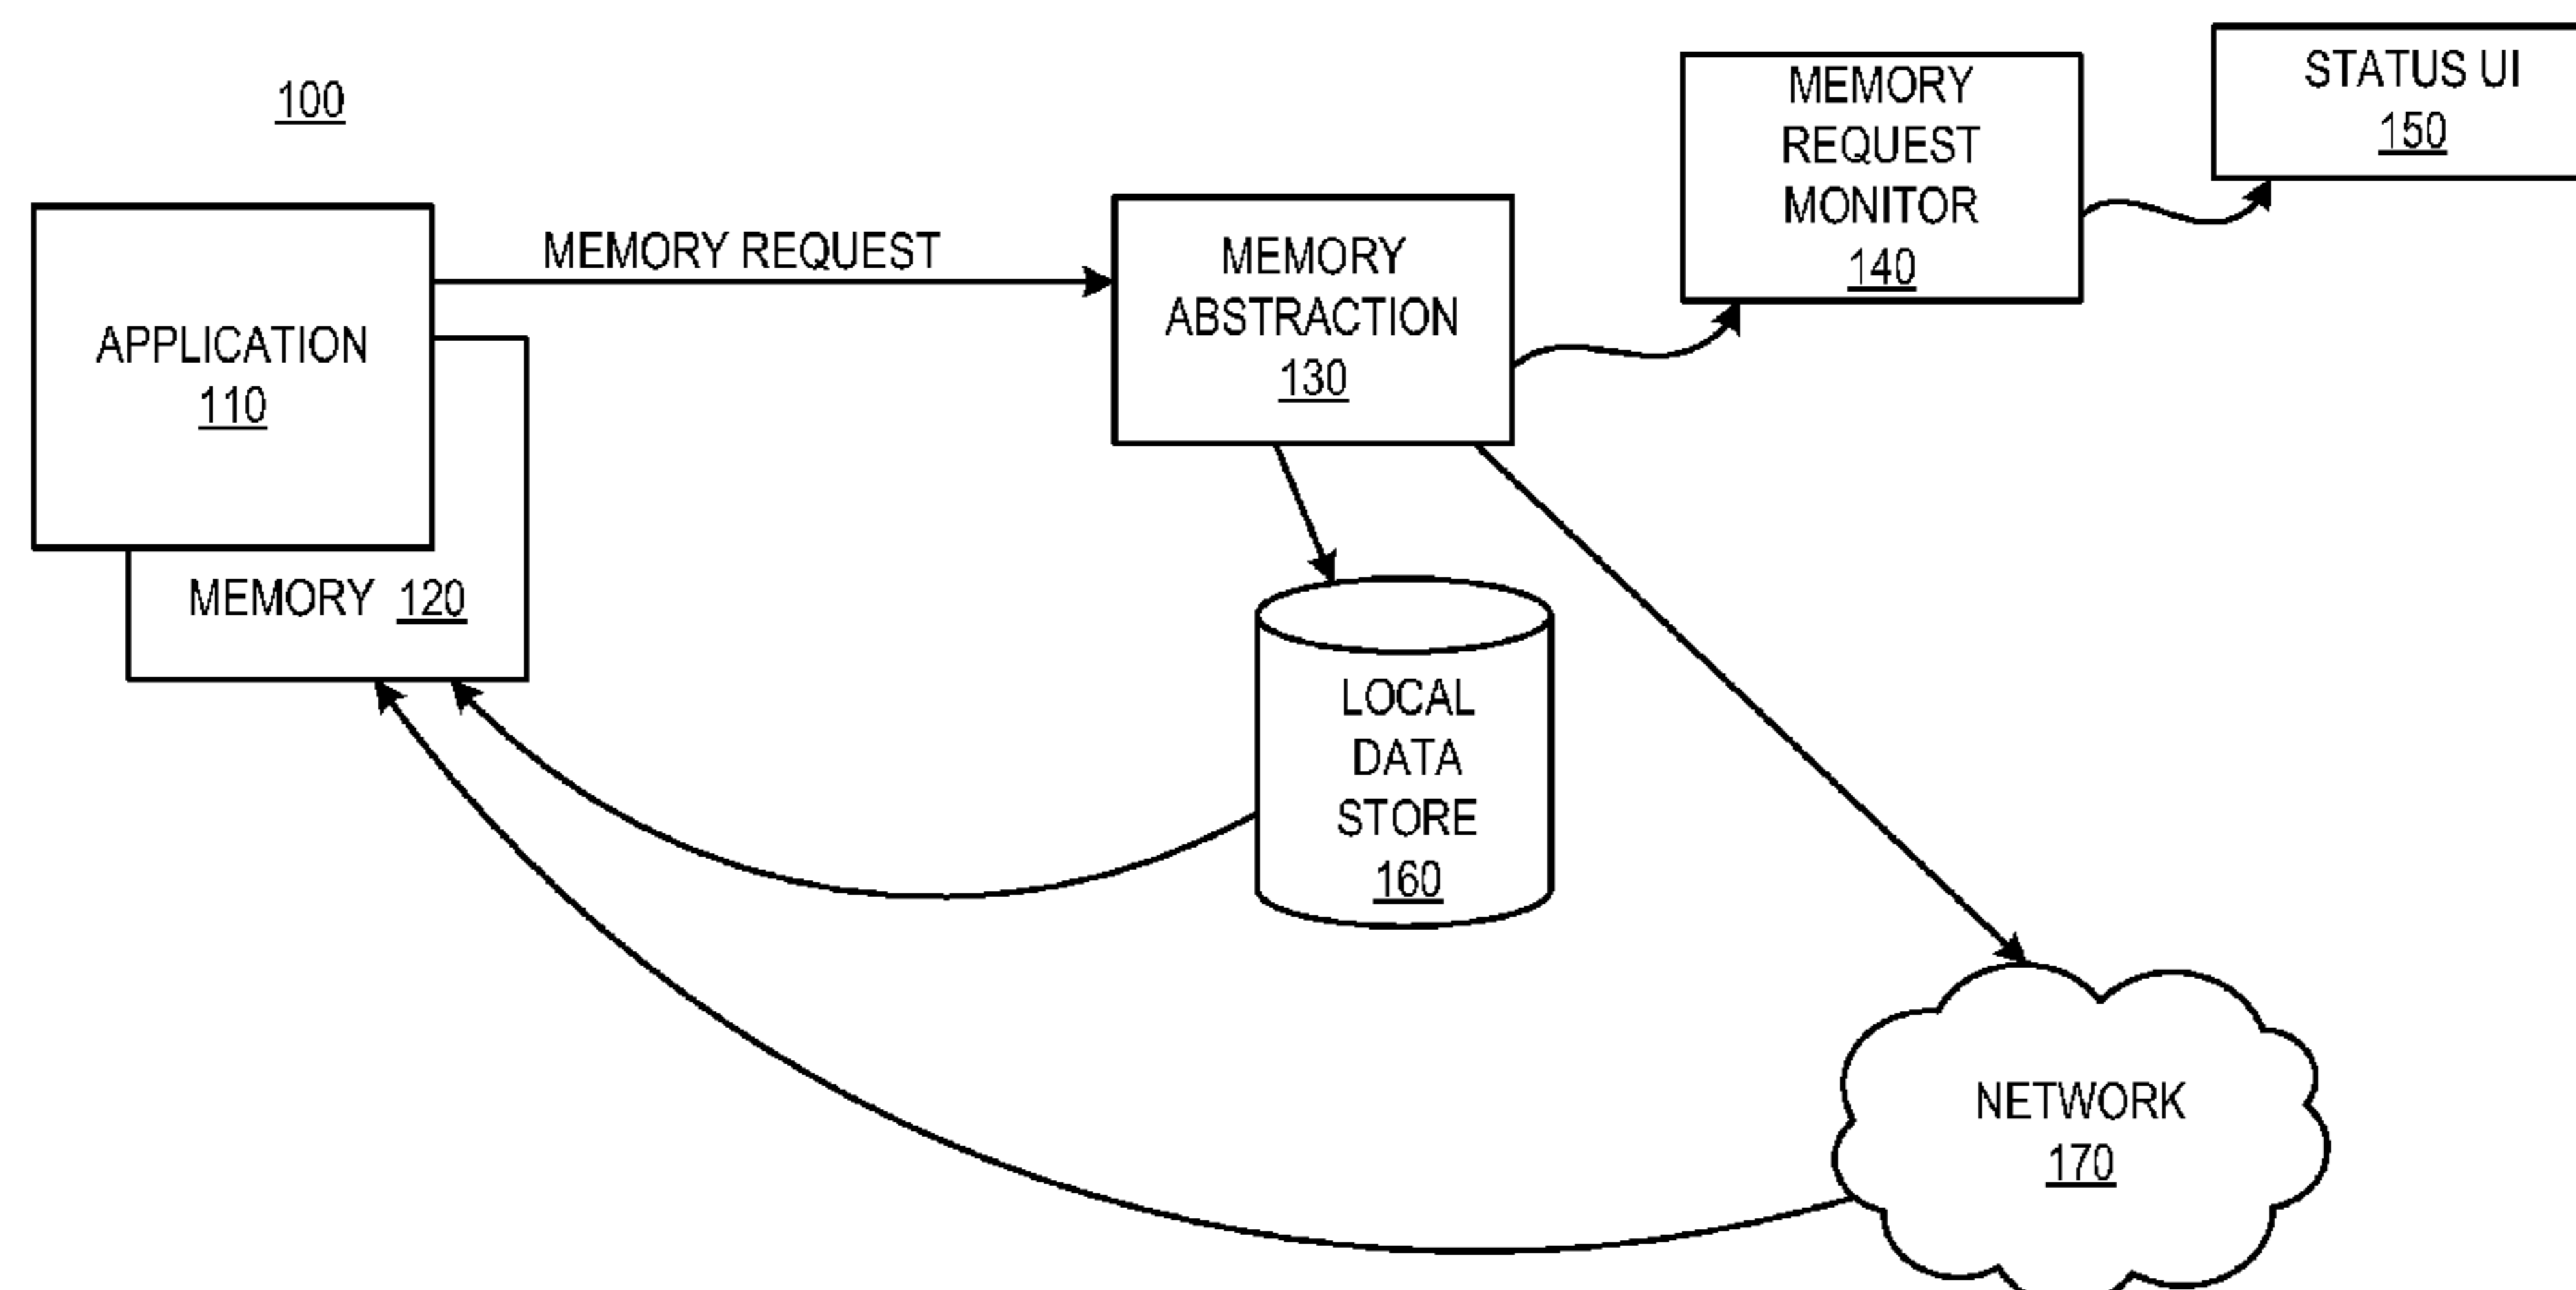 100
APPLICATION
110
MEMORY 120
MEMORY REQUEST
MEMORY
ABSTRACTION
130
MEMORY
REQUEST
MONITOR
140
STATUS UI
150
LOCAL
DATA
STORE
160
NETWORK
170